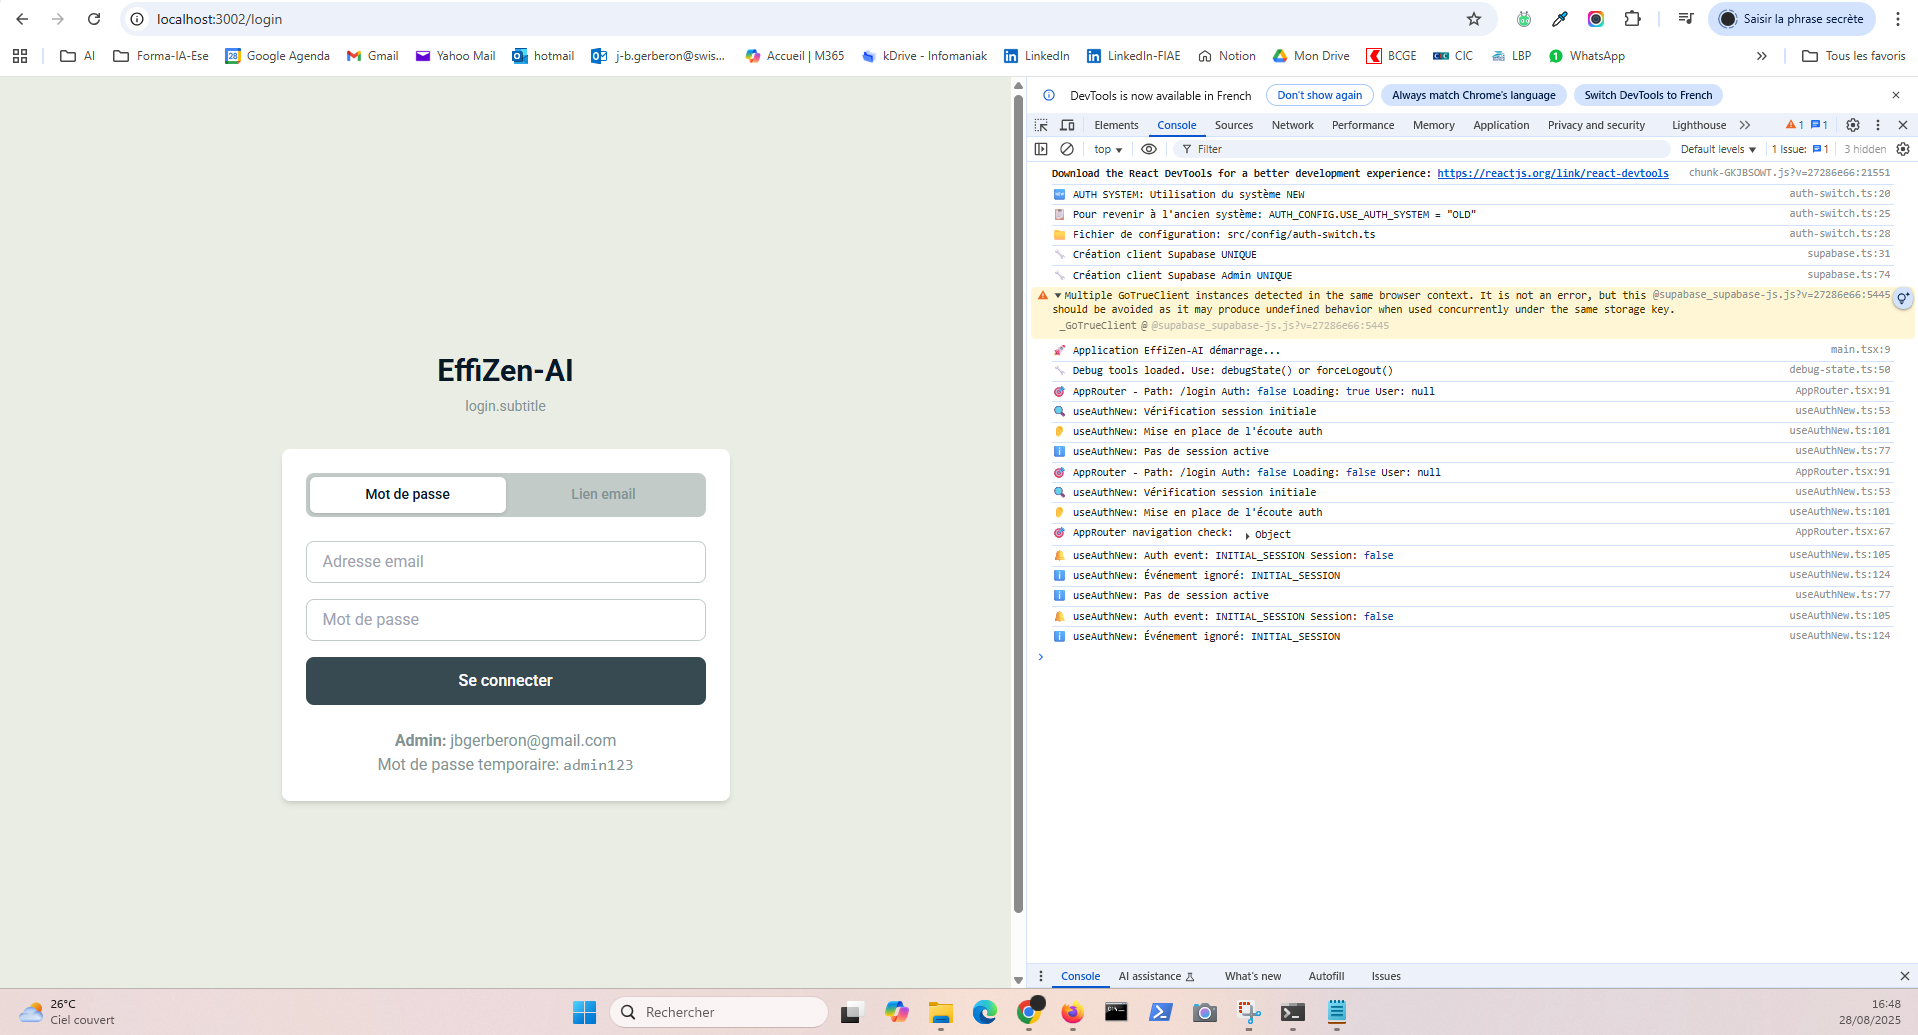 localhost:3002/login
Saisir la phrase secrète
AI
Forma-IA-Ese
28 Google Agenda
Gmail
Yahoo Mail
hotmail
j-b.gerberon@swis...
Accueil | M365
kDrive - Infomaniak
LinkedIn
LinkedIn-FIAE
Notion
Mon Drive
BCGE
CIC
LBP
1 WhatsApp
Tous les favoris
EffiZen-AI
login.subtitle
Mot de passe
Lien email
Adresse email
Mot de passe
Se connecter
Admin: jbgerberon@gmail.com
Mot de passe temporaire: admin123
DevTools is now available in French
Don't show again
Always match Chrome's language
Switch DevTools to French
Elements Console Sources Network Performance Memory Application Privacy and security Lighthouse 1 1
top Filter Default levels 1 Issue: 1 3 hidden
Download the React DevTools for a better development experience: https://reactjs.org/link/react-devtools chunk-GKJBSOWT.js?v=27286e66:21551
AUTH SYSTEM: Utilisation du système NEW auth-switch.ts:20
Pour revenir à l'ancien système: AUTH_CONFIG.USE_AUTH_SYSTEM = "OLD" auth-switch.ts:25
Fichier de configuration: src/config/auth-switch.ts auth-switch.ts:28
Création client Supabase UNIQUE supabase.ts:31
Création client Supabase Admin UNIQUE supabase.ts:74
Multiple GoTrueClient instances detected in the same browser context. It is not an error, but this @supabase_supabase-js.js?v=27286e66:5445
should be avoided as it may produce undefined behavior when used concurrently under the same storage key.
_GoTrueClient @ @supabase_supabase-js.js?v=27286e66:5445
Application EffiZen-AI démarrage... main.tsx:9
Debug tools loaded. Use: debugState() or forceLogout() debug-state.ts:50
AppRouter - Path: /login Auth: false Loading: true User: null AppRouter.tsx:91
useAuthNew: Vérification session initiale useAuthNew.ts:53
useAuthNew: Mise en place de l'écoute auth useAuthNew.ts:101
useAuthNew: Pas de session active useAuthNew.ts:77
AppRouter - Path: /login Auth: false Loading: false User: null AppRouter.tsx:91
useAuthNew: Vérification session initiale useAuthNew.ts:53
useAuthNew: Mise en place de l'écoute auth useAuthNew.ts:101
AppRouter navigation check: Object AppRouter.tsx:67
useAuthNew: Auth event: INITIAL_SESSION Session: false useAuthNew.ts:105
useAuthNew: Événement ignoré: INITIAL_SESSION useAuthNew.ts:124
useAuthNew: Pas de session active useAuthNew.ts:77
useAuthNew: Auth event: INITIAL_SESSION Session: false useAuthNew.ts:105
useAuthNew: Événement ignoré: INITIAL_SESSION useAuthNew.ts:124
Console AI assistance What's new Autofill Issues
26°C
Ciel couvert
Rechercher
16:48
28/08/2025